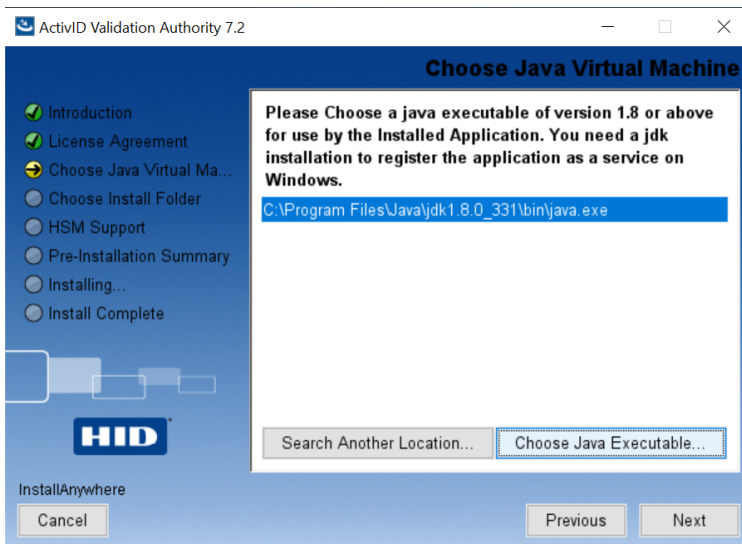 ActivID Validation Authority 7.2
Choose Java Virtual Machine
Introduction
License Agreement
Choose Java Virtual Ma...
Choose Install Folder
HSM Support
Pre-Installation Summary
Installing...
Install Complete
Please Choose a java executable of version 1.8 or above
for use by the Installed Application. You need a jdk
installation to register the application as a service on
Windows.
C:\Program Files\Java\jdk1.8.0_331\bin\java.exe
Search Another Location...
Choose Java Executable...
HID
InstallAnywhere
Cancel
Previous
Next